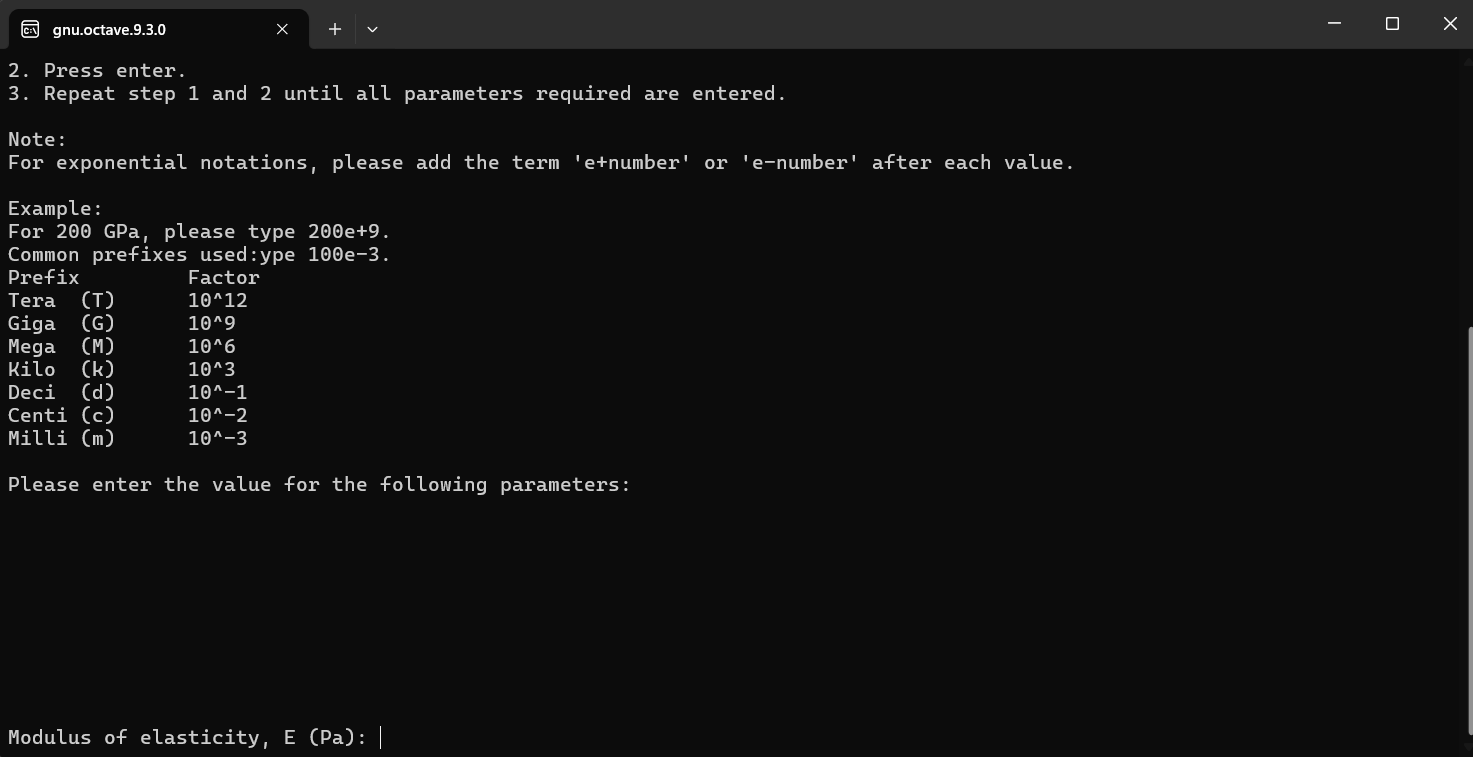 gnu.octave.9.3.0
2. Press enter.
3. Repeat step 1 and 2 until all parameters required are entered.
Note:
For exponential notations, please add the term 'e+number' or 'e-number' after each value.
Example:
For 200 GPa, please type 200e+9.
Common prefixes used:ype 100e-3.
Prefix         Factor
Tera  (T)      10^12
Giga  (G)      10^9
Mega  (M)      10^6
Kilo  (k)      10^3
Deci  (d)      10^-1
Centi (c)      10^-2
Milli (m)      10^-3
Please enter the value for the following parameters:
Modulus of elasticity, E (Pa):